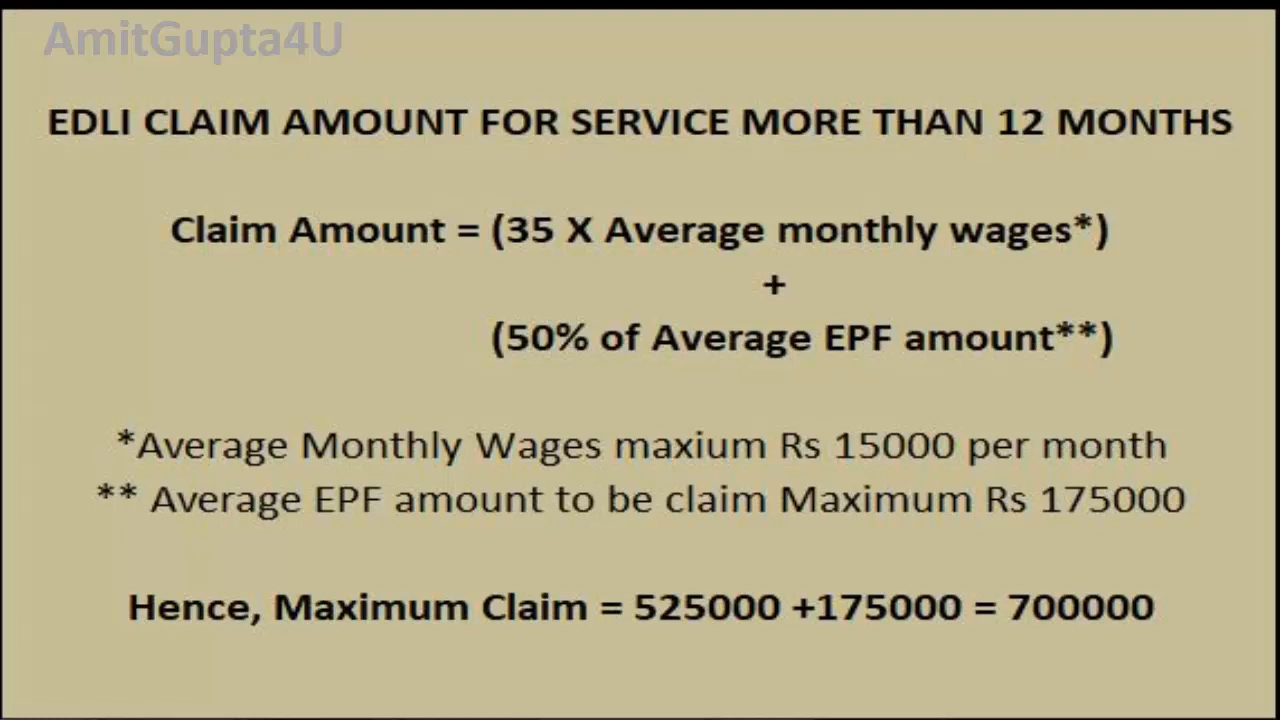 AmitGupta4U
EDLI CLAIM AMOUNT FOR SERVICE MORE THAN 12 MONTHS
Claim Amount = (35 X Average monthly wages*)
+
(50% of Average EPF amount**)
*Average Monthly Wages maxium Rs 15000 per month
** Average EPF amount to be claim Maximum Rs 175000
Hence, Maximum Claim = 525000 +175000 = 700000